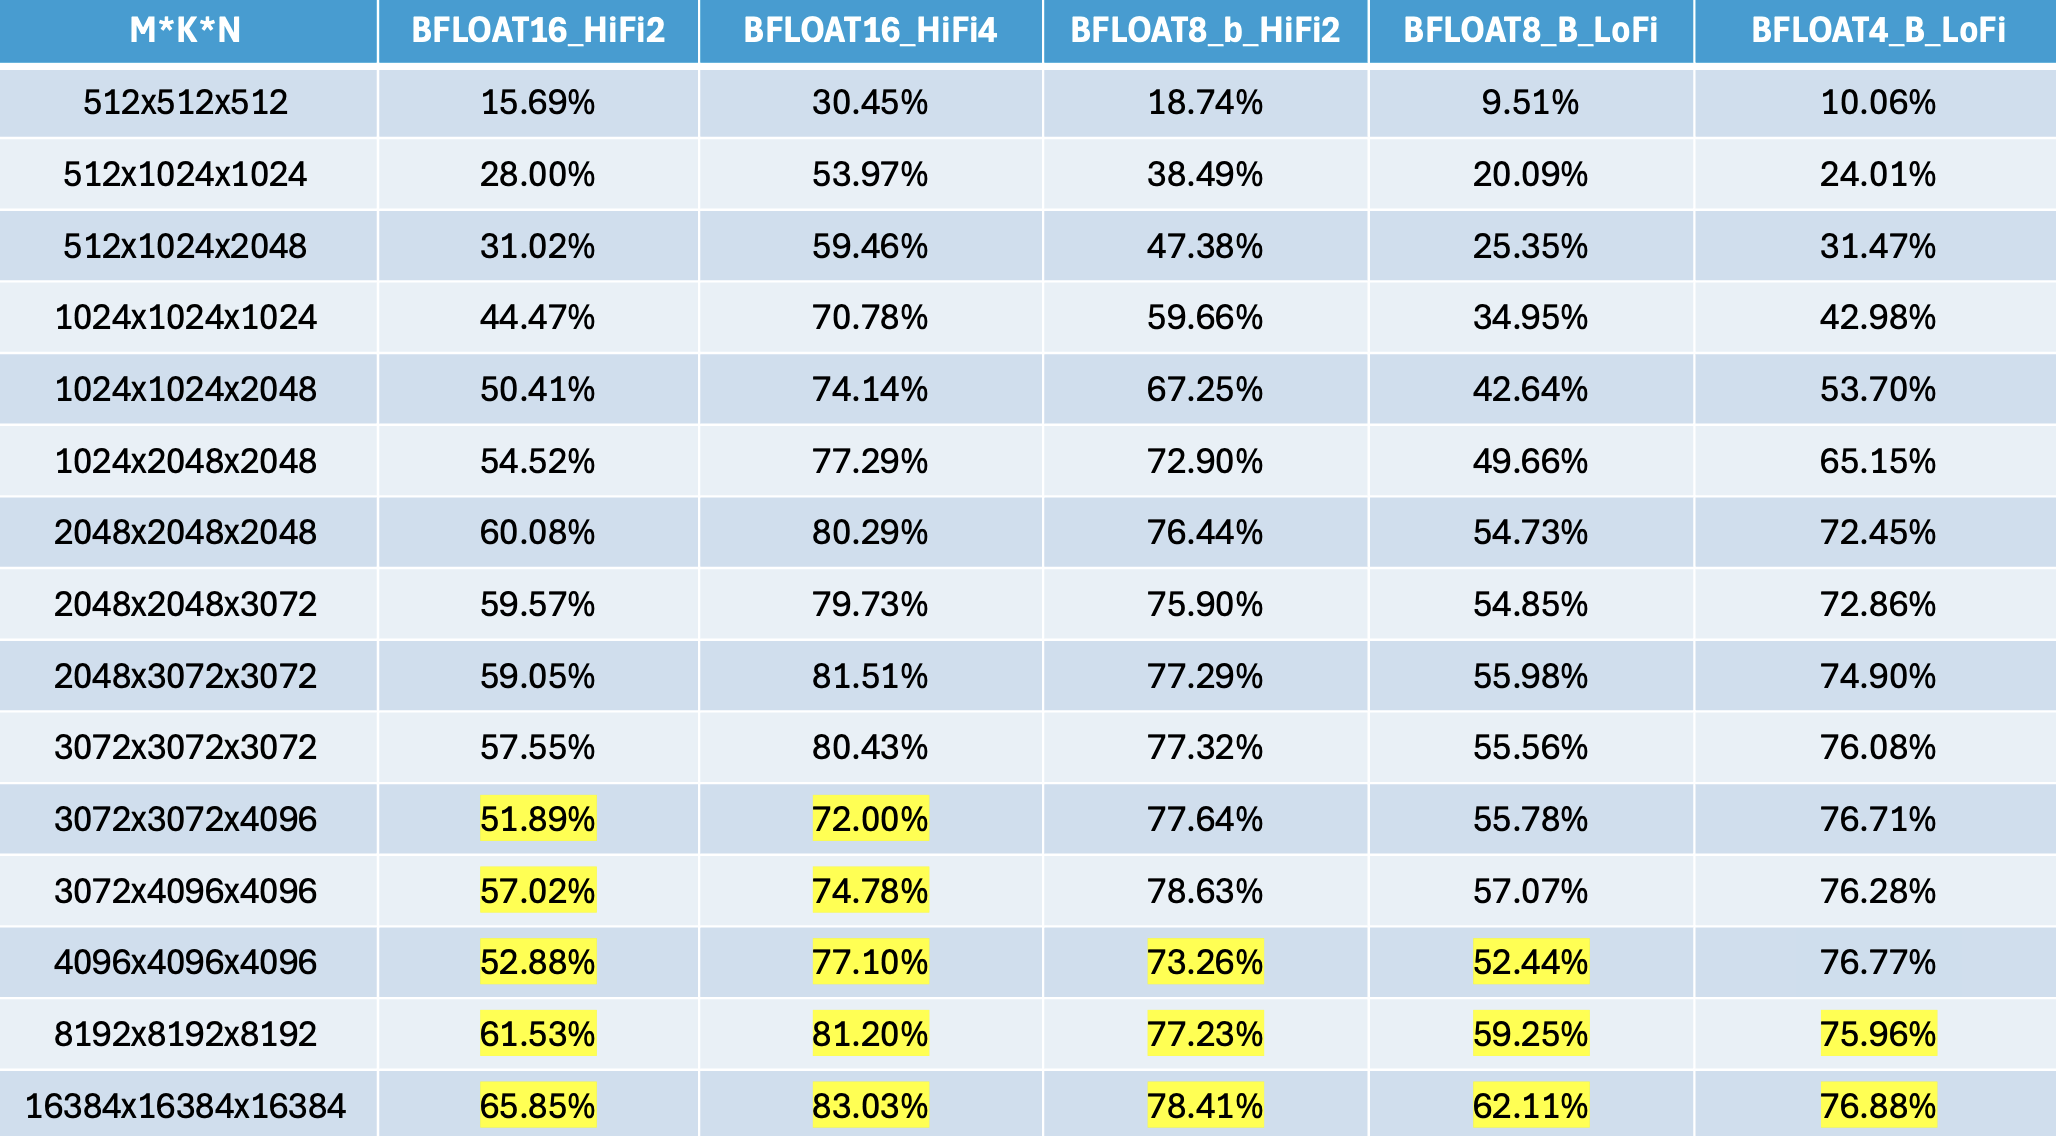 M*K*N BFLOAT16_HiFi2 BFLOAT16_HiFi4 BFLOAT8_b_HiFi2 BFLOAT8_B_LoFi BFLOAT4_B_LoFi
512x512x512 15.69% 30.45% 18.74% 9.51% 10.06%
512x1024x1024 28.00% 53.97% 38.49% 20.09% 24.01%
512x1024x2048 31.02% 59.46% 47.38% 25.35% 31.47%
1024x1024x1024 44.47% 70.78% 59.66% 34.95% 42.98%
1024x1024x2048 50.41% 74.14% 67.25% 42.64% 53.70%
1024x2048x2048 54.52% 77.29% 72.90% 49.66% 65.15%
2048x2048x2048 60.08% 80.29% 76.44% 54.73% 72.45%
2048x2048x3072 59.57% 79.73% 75.90% 54.85% 72.86%
2048x3072x3072 59.05% 81.51% 77.29% 55.98% 74.90%
3072x3072x3072 57.55% 80.43% 77.32% 55.56% 76.08%
3072x3072x4096 51.89% 72.00% 77.64% 55.78% 76.71%
3072x4096x4096 57.02% 74.78% 78.63% 57.07% 76.28%
4096x4096x4096 52.88% 77.10% 73.26% 52.44% 76.77%
8192x8192x8192 61.53% 81.20% 77.23% 59.25% 75.96%
16384x16384x16384 65.85% 83.03% 78.41% 62.11% 76.88%